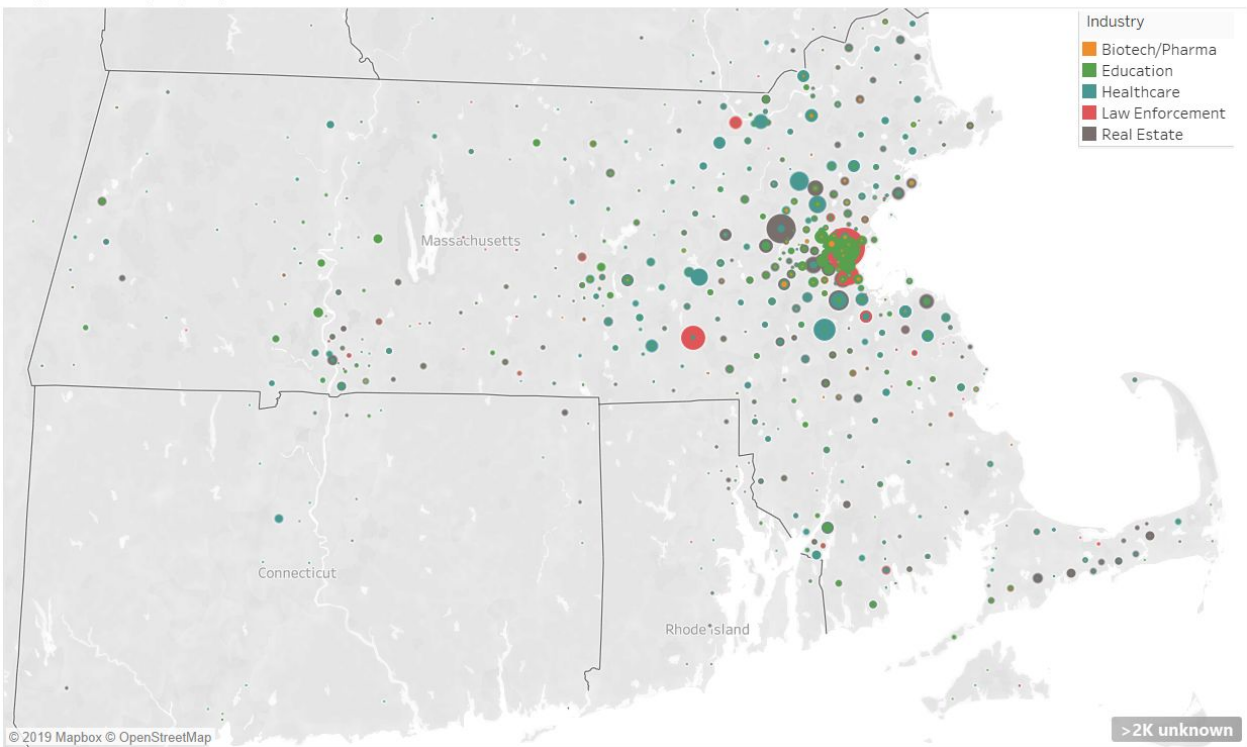 Industry
Biotech/Pharma
Education
Healthcare
Law Enforcement
Real Estate
Massachusetts
Connecticut
Rhode Island
© 2019 Mapbox © OpenStreetMap
>2K unknown